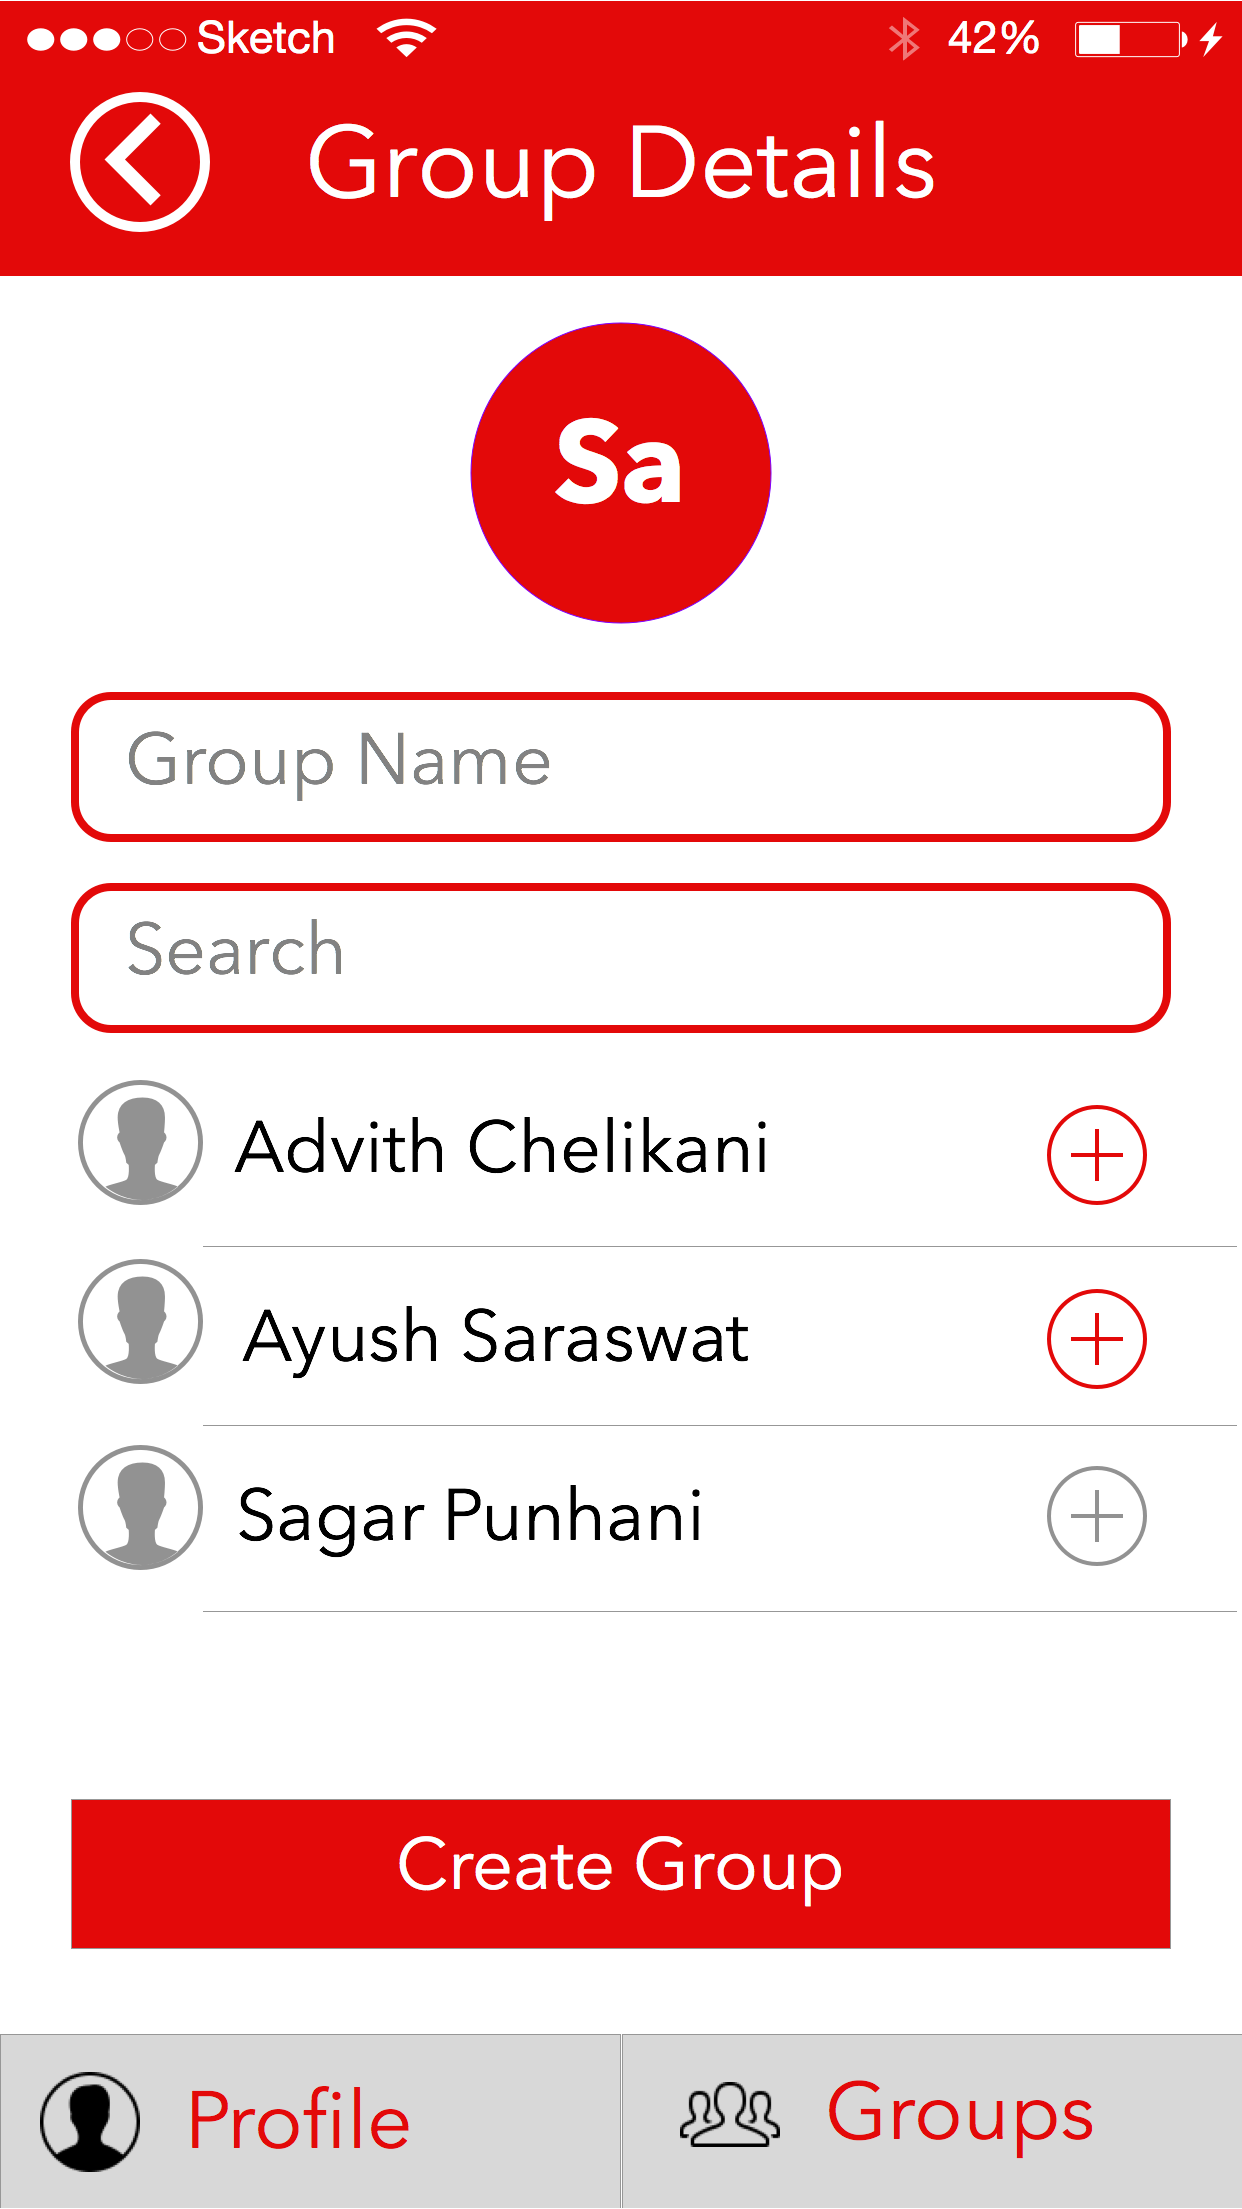 Sketch 42%
Group Details
Sa
Group Name
Search
Advith Chelikani
Ayush Saraswat
Sagar Punhani
Create Group
Profile Groups